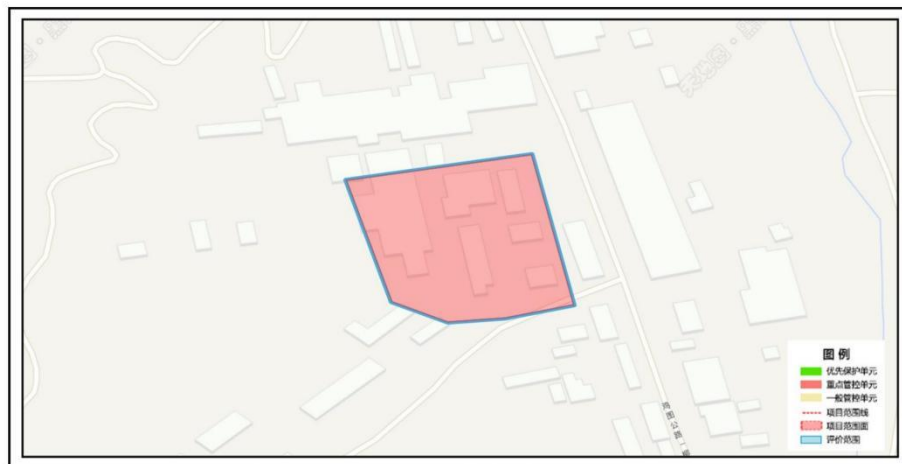 图 例
优先保护单元
重点管控单元
一般管控单元
项目范围线
项目范围面
评价范围